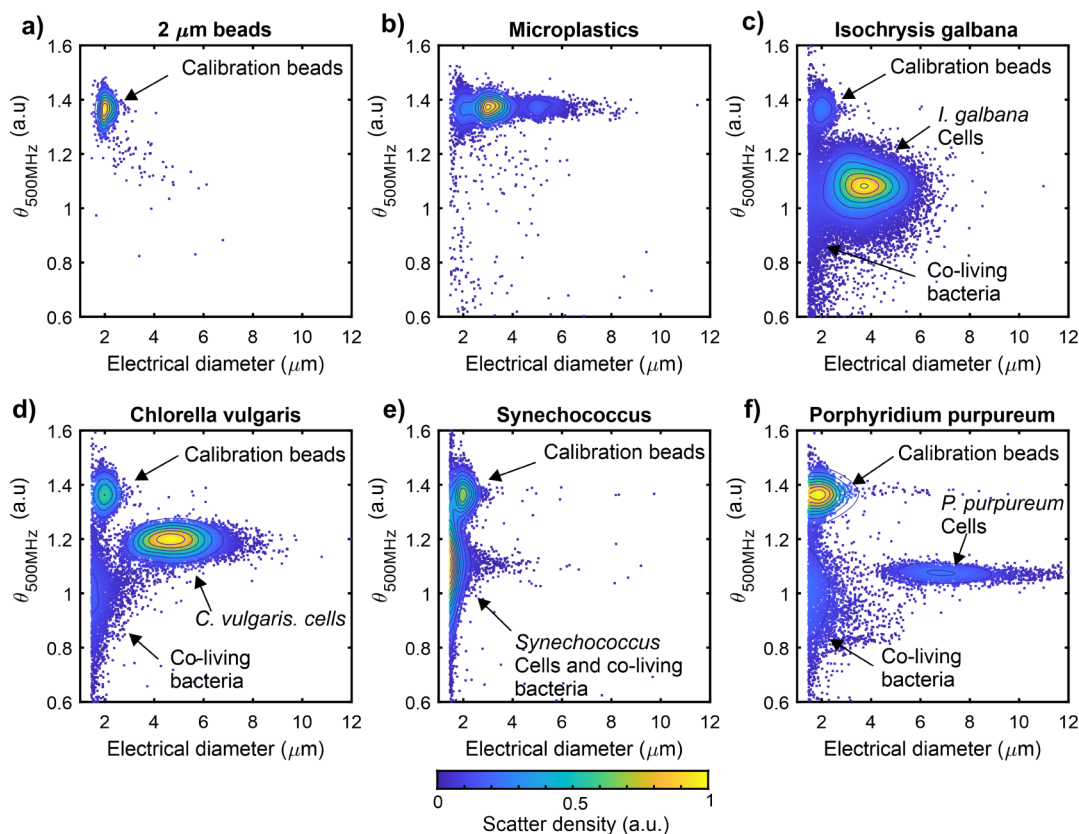 a)
2 μm beads
1.6
1.4
1.2
1
0.8
0.6
θ500MHz (a.u)
Calibration beads
2 4 6 8 10 12
Electrical diameter (μm)
b)
Microplastics
1.6
1.4
1.2
1
0.8
0.6
θ500MHz (a.u)
2 4 6 8 10 12
Electrical diameter (μm)
c)
Isochrysis galbana
1.6
1.4
1.2
1
0.8
0.6
θ500MHz (a.u)
Calibration beads
I. galbana
Cells
Co-living
bacteria
2 4 6 8 10 12
Electrical diameter (μm)
d)
Chlorella vulgaris
1.6
1.4
1.2
1
0.8
0.6
θ500MHz (a.u)
Calibration beads
C. vulgaris. cells
Co-living
bacteria
2 4 6 8 10 12
Electrical diameter (μm)
e)
Synechococcus
1.6
1.4
1.2
1
0.8
0.6
θ500MHz (a.u)
Calibration beads
Synechococcus
Cells and co-living
bacteria
2 4 6 8 10 12
Electrical diameter (μm)
f)
Porphyridium purpureum
1.6
1.4
1.2
1
0.8
0.6
θ500MHz (a.u)
Calibration beads
P. purpureum
Cells
Co-living
bacteria
2 4 6 8 10 12
Electrical diameter (μm)
0 0.5 1
Scatter density (a.u.)